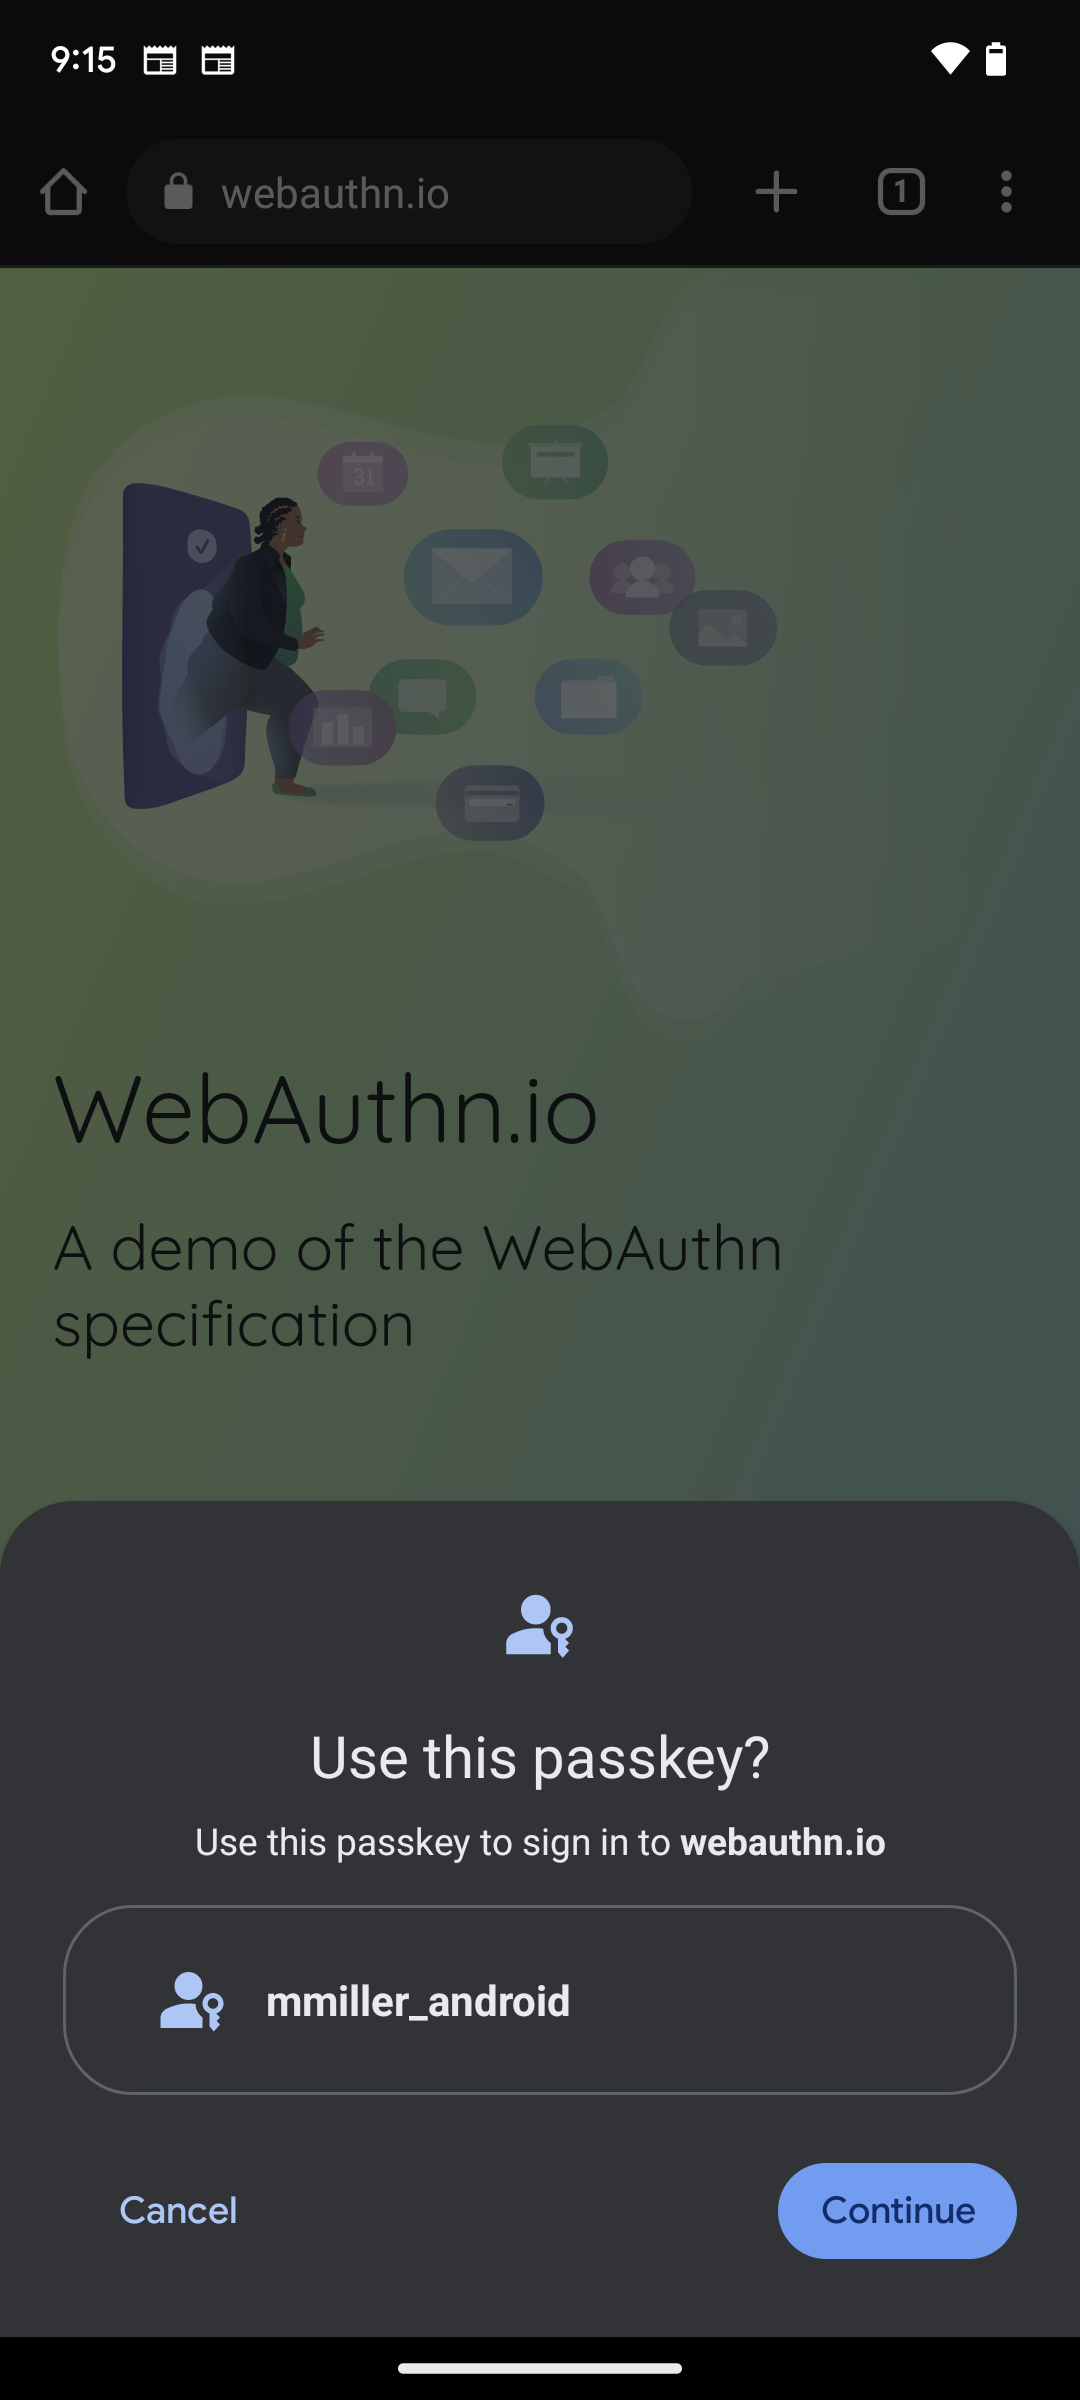 9:15
webauthn.io
1
31
WebAuthn.io
A demo of the WebAuthn
specification
Use this passkey?
Use this passkey to sign in to webauthn.io
mmiller_android
Cancel
Continue